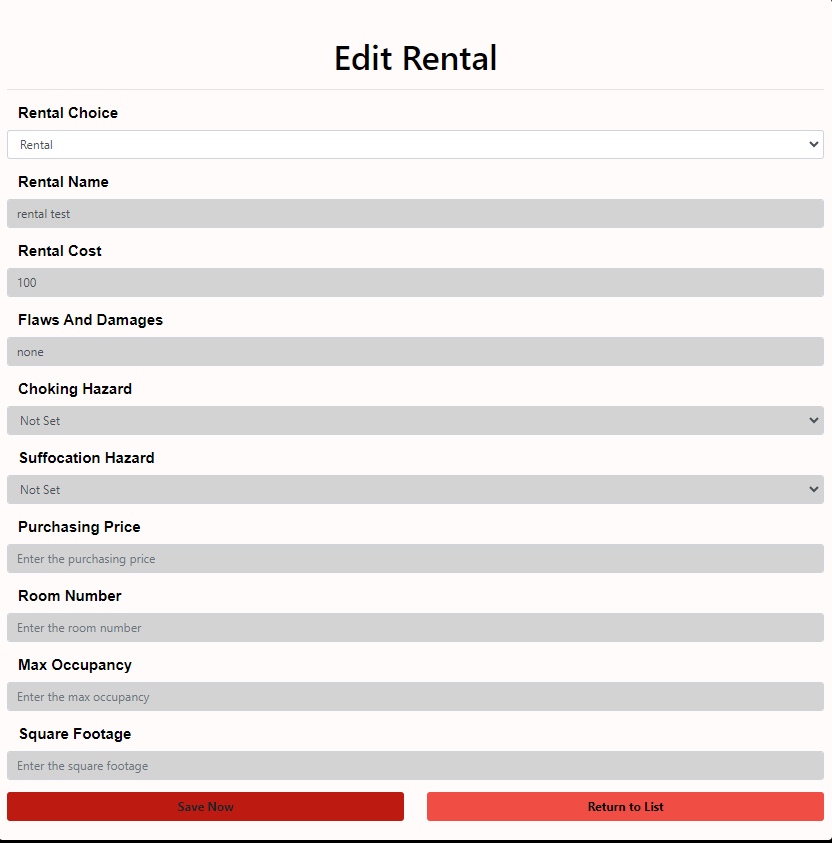 Edit Rental
Rental Choice
Rental
Rental Name
rental test
Rental Cost
100
Flaws And Damages
none
Choking Hazard
Not Set
Suffocation Hazard
Not Set
Purchasing Price
Enter the purchasing price
Room Number
Enter the room number
Max Occupancy
Enter the max occupancy
Square Footage
Enter the square footage
Save Now Return to List